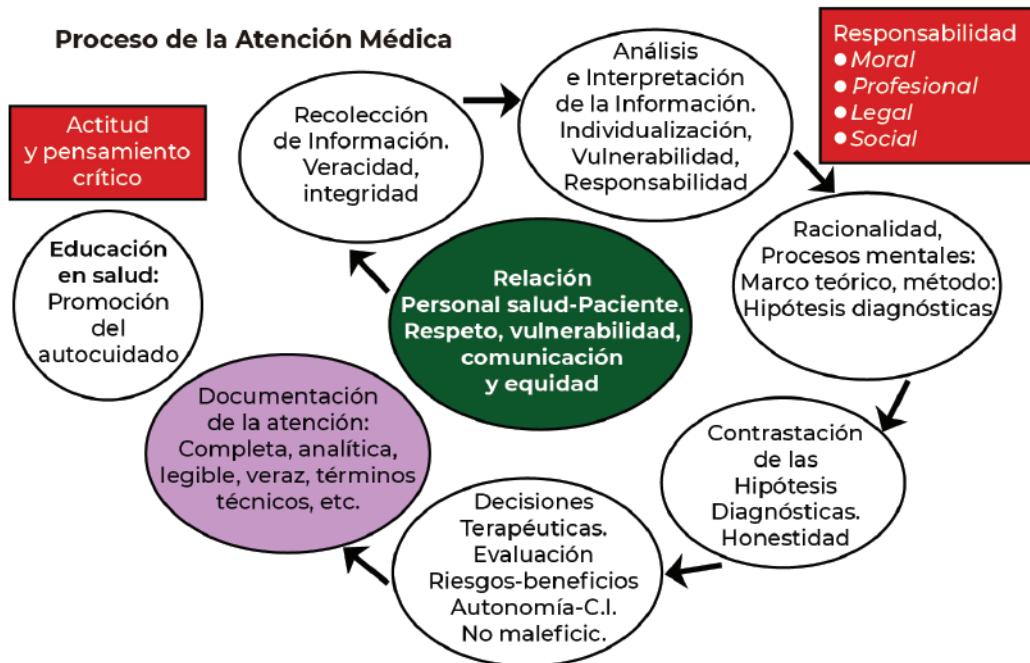 Proceso de la Atención Médica
Responsabilidad
● Moral
● Profesional
● Legal
● Social
Actitud
y pensamiento
crítico
Recolección
de Información.
Veracidad,
integridad
Análisis
e Interpretación
de la Información.
Individualización,
Vulnerabilidad,
Responsabilidad
Racionalidad,
Procesos mentales:
Marco teórico, método:
Hipótesis diagnósticas
Educación
en salud:
Promoción
del
autocuidado
Relación
Personal salud-Paciente.
Respeto, vulnerabilidad,
comunicación
y equidad
Documentación
de la atención:
Completa, analítica,
legible, veraz, términos
técnicos, etc.
Contrastación
de las
Hipótesis
Diagnósticas.
Honestidad
Decisiones
Terapéuticas.
Evaluación
Riesgos-beneficios
Autonomía-C.I.
No maleficic.